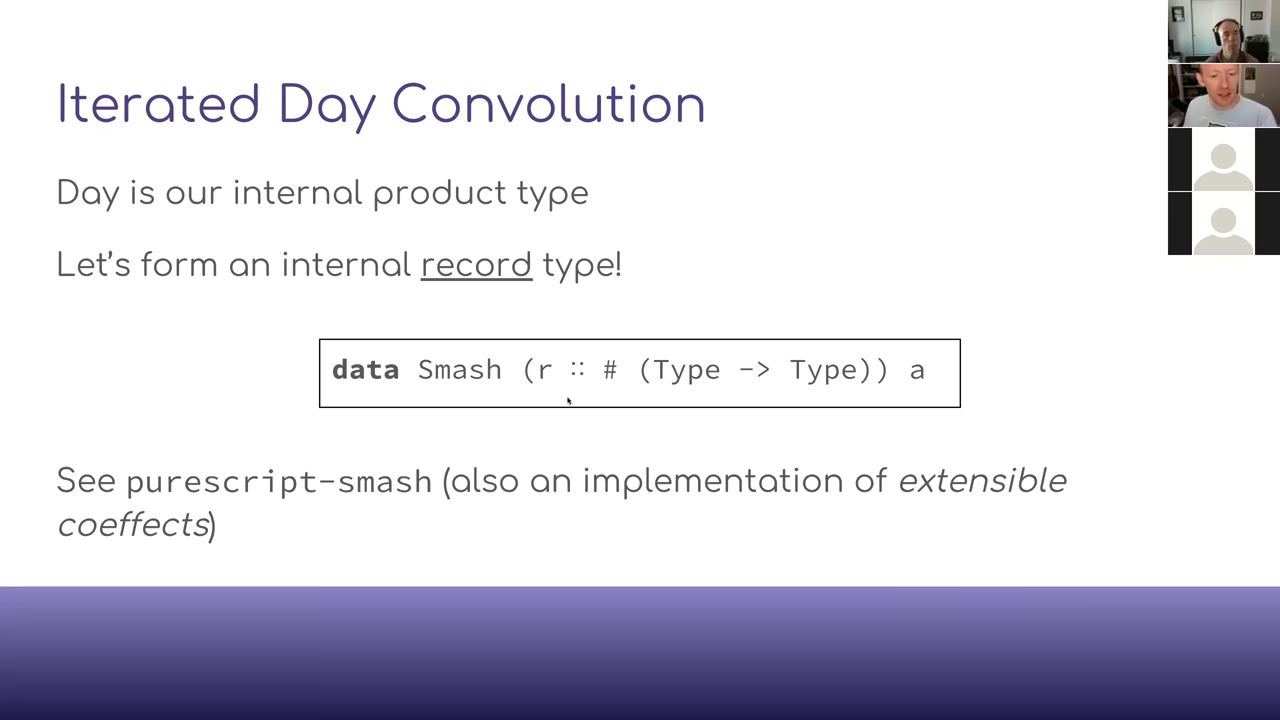 Iterated Day Convolution
Day is our internal product type
Let's form an internal record type!
data Smash (r :: # (Type -> Type)) a
See purescript-smash (also an implementation of extensible
coeffects)